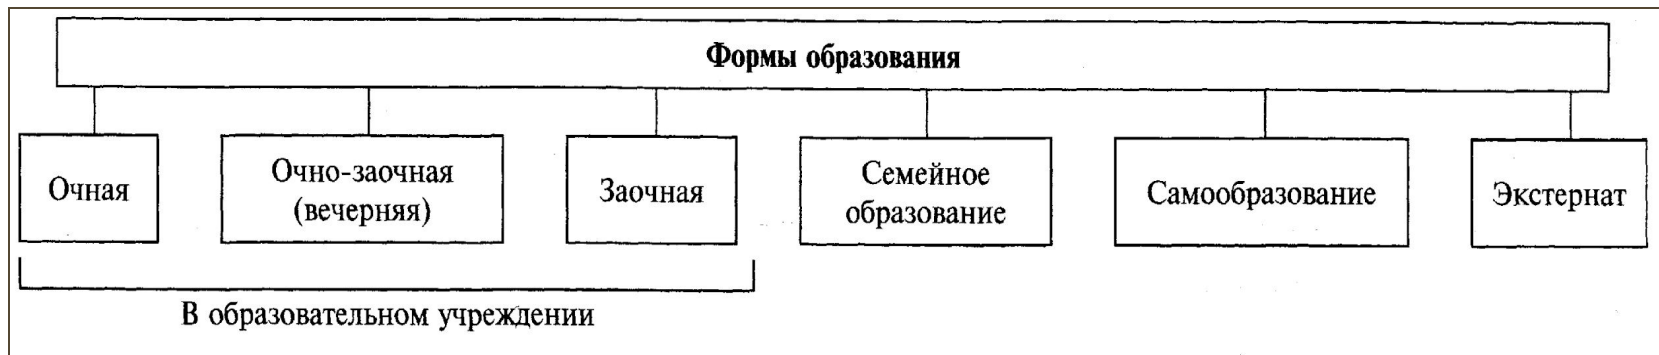 Формы образования
Очная
Очно-заочная
(вечерняя)
Заочная
Семейное
образование
Самообразование
Экстернат
В образовательном учреждении